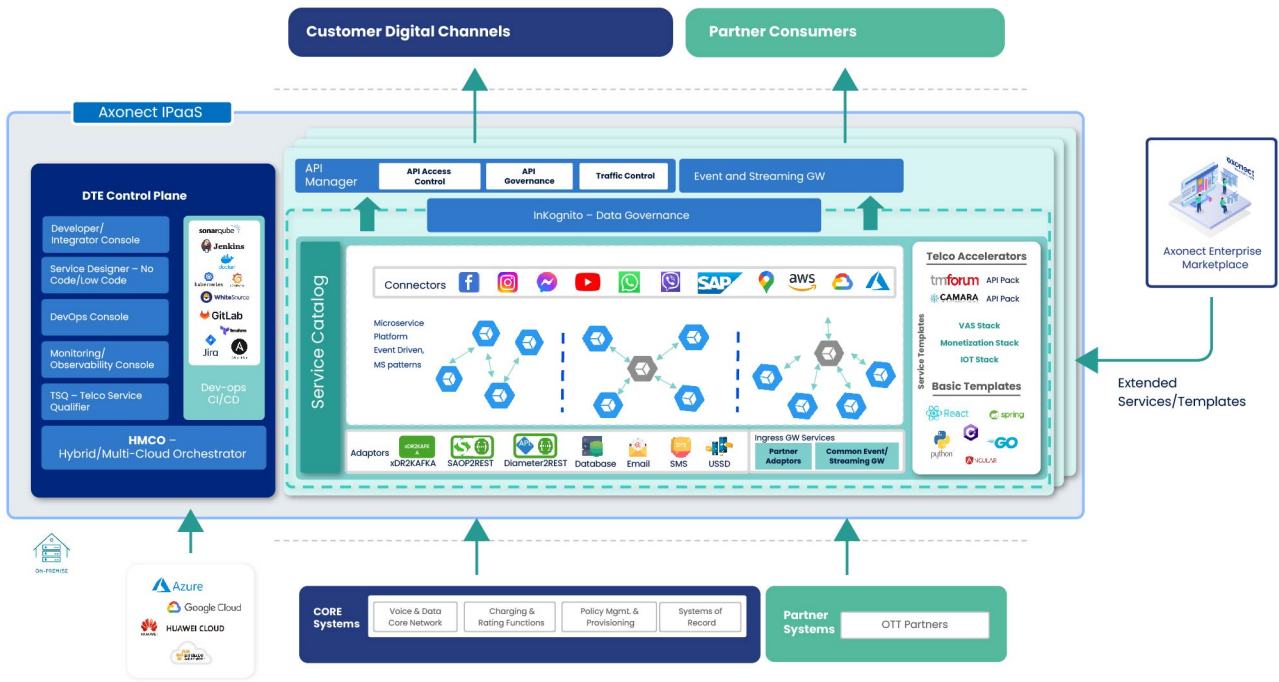 Customer Digital Channels
Partner Consumers
Axonect IPaaS
DTE Control Plane
Developer/
Integrator Console
Service Designer – No
Code/Low Code
DevOps Console
Monitoring/
Observability Console
TSQ – Telco Service
Qualifier
sonarqube
Jenkins
docker
kubernetes
WhiteSource
GitLab
Terraform
Jira
Dev-ops
CI/CD
HMCO –
Hybrid/Multi-Cloud Orchestrator
API
Manager
API Access
Control
API
Governance
Traffic Control
Event and Streaming GW
InKognito – Data Governance
Service Catalog
Connectors
SAP
aws
Microservice
Platform
Event Driven,
MS patterns
Adaptors
xDR2KAFK
A
xDR2KAFKA
SAOP2REST
API
Diameter2REST
Database
Email
SMS
USSD
Ingress GW Services
Partner
Adaptors
Common Event/
Streaming GW
Telco Accelerators
tmforum API Pack
CAMARA API Pack
Service Templates
VAS Stack
Monetization Stack
IOT Stack
Basic Templates
React
spring
python
GO
ANGULAR
axonect
Axonect Enterprise
Marketplace
Extended
Services/Templates
ON-PREMISE
Azure
Google Cloud
HUAWEI
HUAWEI CLOUD
CORE
Systems
Voice & Data
Core Network
Charging &
Rating Functions
Policy Mgmt. &
Provisioning
Systems of
Record
Partner
Systems
OTT Partners